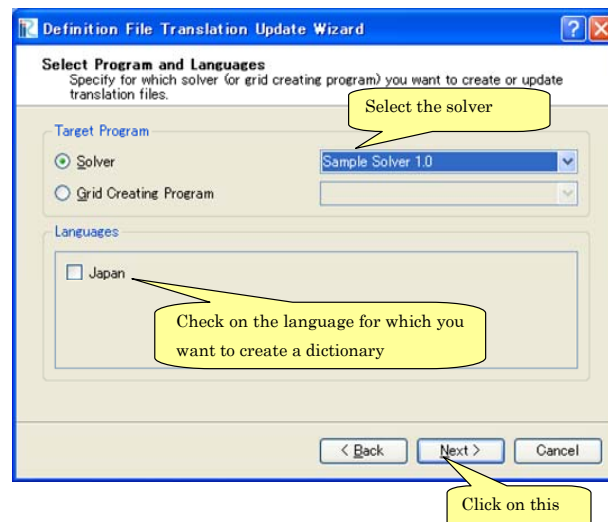 Definition File Translation Update Wizard
Select Program and Languages
Specify for which solver (or grid creating program) you want to create or update
translation files.
Select the solver
Target Program
Solver
Sample Solver 1.0
Grid Creating Program
Languages
Japan
Check on the language for which you
want to create a dictionary
< Back
Next >
Cancel
Click on this